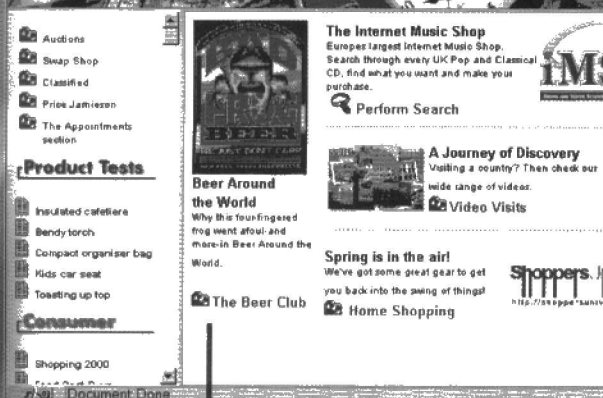 Auctions
Swap Shop
Classified
Price Jamieson
The Appointments
section
Product Tests
Insulated cafetiere
Bendy torch
Compact organiser bag
Kids car seat
Toasting up top
Consumer
Shopping 2000
Document: Done
BEER
Beer Around
the World
Why this four-fingered
frog went afoul-and
more-in Beer Around the
World.
The Beer Club
The Internet Music Shop
Europes largest Internet Music Shop.
Search through every UK Pop and Classical
CD, find what you want and make your
purchase.
Perform Search
iMS
A Journey of Discovery
Visiting a country? Then check our
wide range of videos.
Video Visits
Spring is in the air!
We've got some great gear to get
you back into the swing of things!
Home Shopping
Shoppers